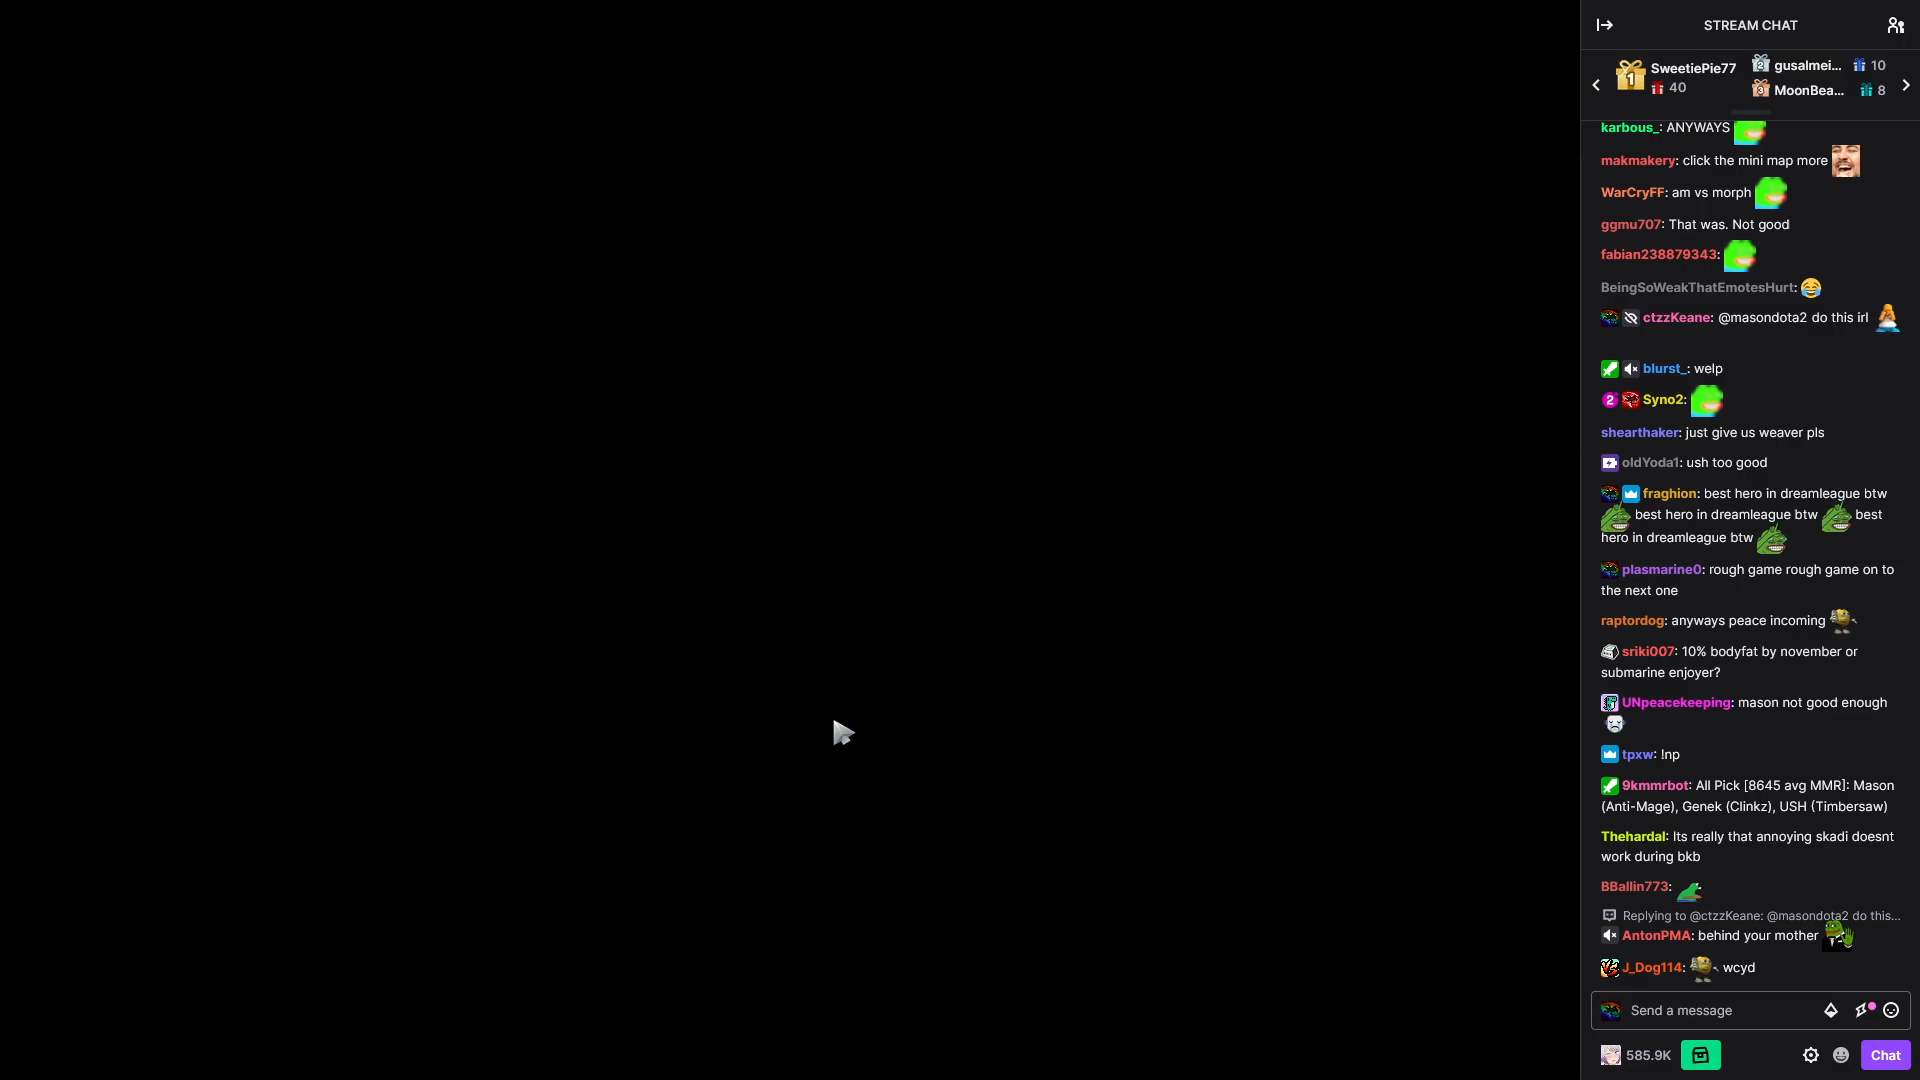 STREAM CHAT
1 SweetiePie77
40
2 gusalmei... 10
3 MoonBea... 8
karbous_: ANYWAYS
makmakery: click the mini map more
WarCryFF: am vs morph
ggmu707: That was. Not good
fabian238879343:
BeingSoWeakThatEmotesHurt:
ctzzKeane: @masondota2 do this irl
blurst_: welp
2 Syno2:
shearthaker: just give us weaver pls
oldYoda1: ush too good
fraghion: best hero in dreamleague btw
best hero in dreamleague btw best
hero in dreamleague btw
plasmarine0: rough game rough game on to
the next one
raptordog: anyways peace incoming
sriki007: 10% bodyfat by november or
submarine enjoyer?
UNpeacekeeping: mason not good enough
tpxw: !np
9kmmrbot: All Pick [8645 avg MMR]: Mason
(Anti-Mage), Genek (Clinkz), USH (Timbersaw)
Thehardal: Its really that annoying skadi doesnt
work during bkb
BBallin773:
Replying to @ctzzKeane: @masondota2 do this...
AntonPMA: behind your mother
J_Dog114: wcyd
Send a message
585.9K
Chat